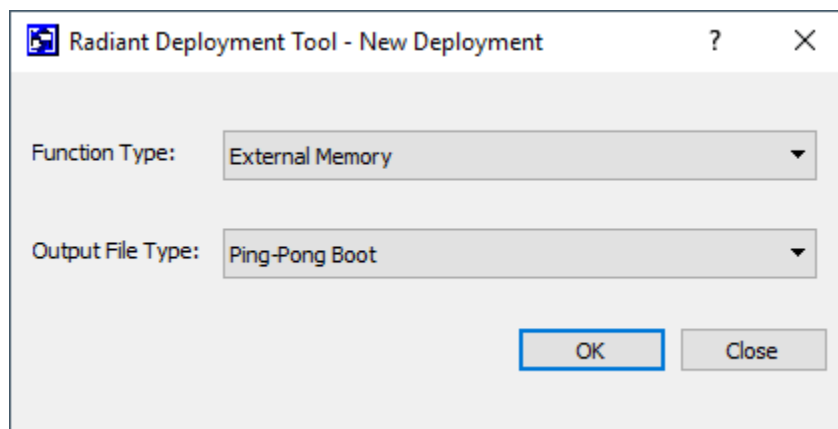 Radiant Deployment Tool - New Deployment ?
Function Type: External Memory
Output File Type: Ping-Pong Boot
OK Close